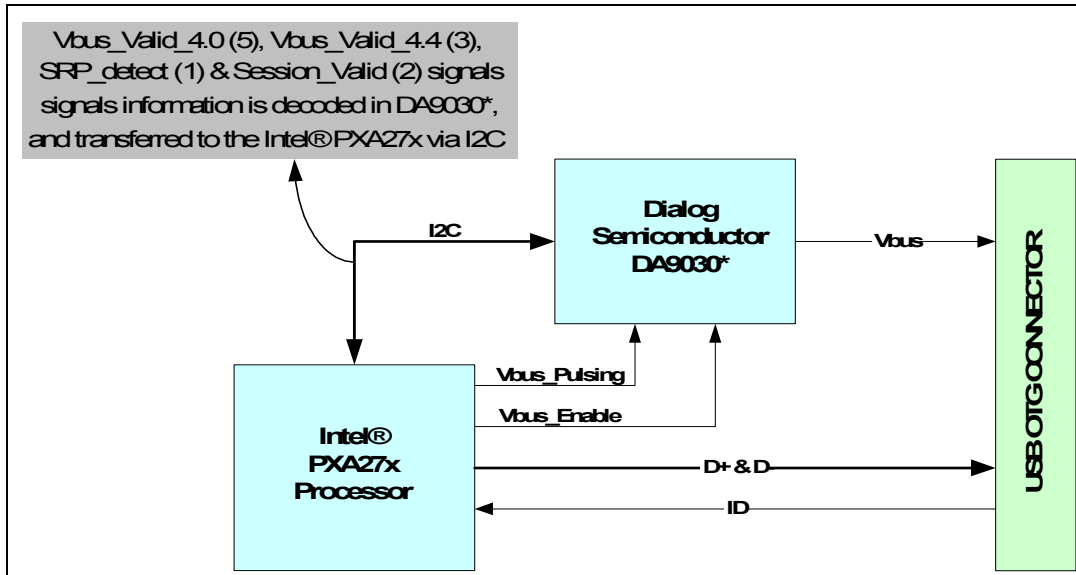 Vbus_Valid_4.0 (5), Vbus_Valid_4.4 (3),
SRP_detect (1) & Session_Valid (2) signals
signals information is decoded in DA9030*,
and transferred to the Intel® PXA27x via I2C
I2C
Dialog
Semiconductor
DA9030*
Vbus
Vbus_Pulsing
Vbus_Enable
Intel®
PXA27x
Processor
D+ & D-
ID
USB OTG CONNECTOR